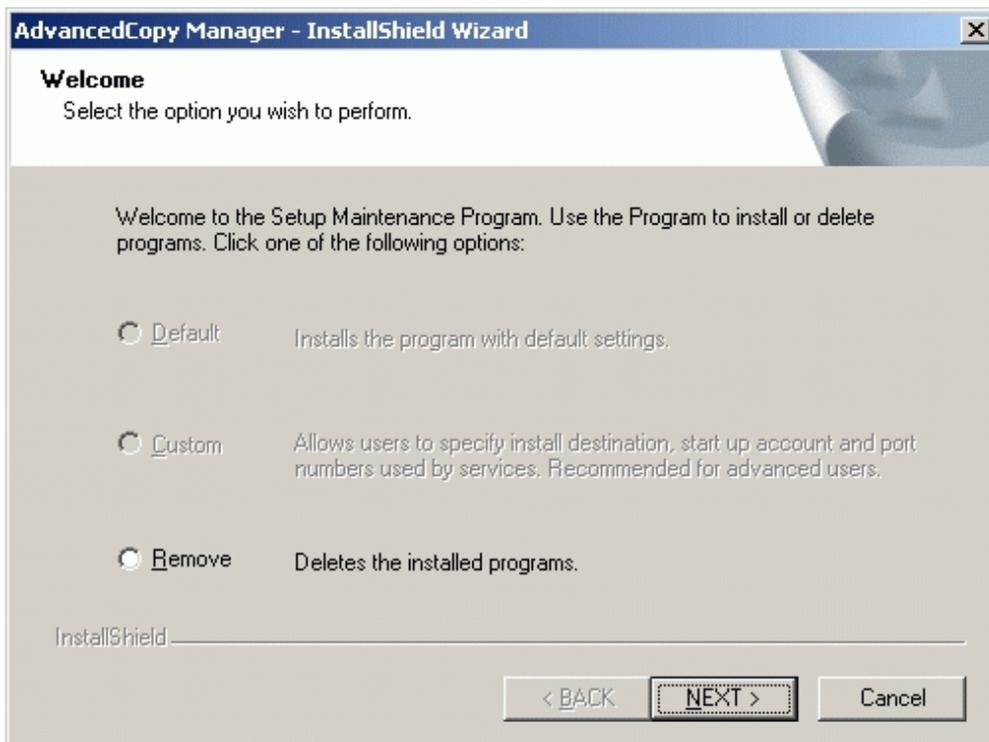 AdvancedCopy Manager - InstallShield Wizard
Welcome
Select the option you wish to perform.
Welcome to the Setup Maintenance Program. Use the Program to install or delete
programs. Click one of the following options:
Default Installs the program with default settings.
Custom Allows users to specify install destination, start up account and port
numbers used by services. Recommended for advanced users.
Remove Deletes the installed programs.
InstallShield
< BACK NEXT > Cancel